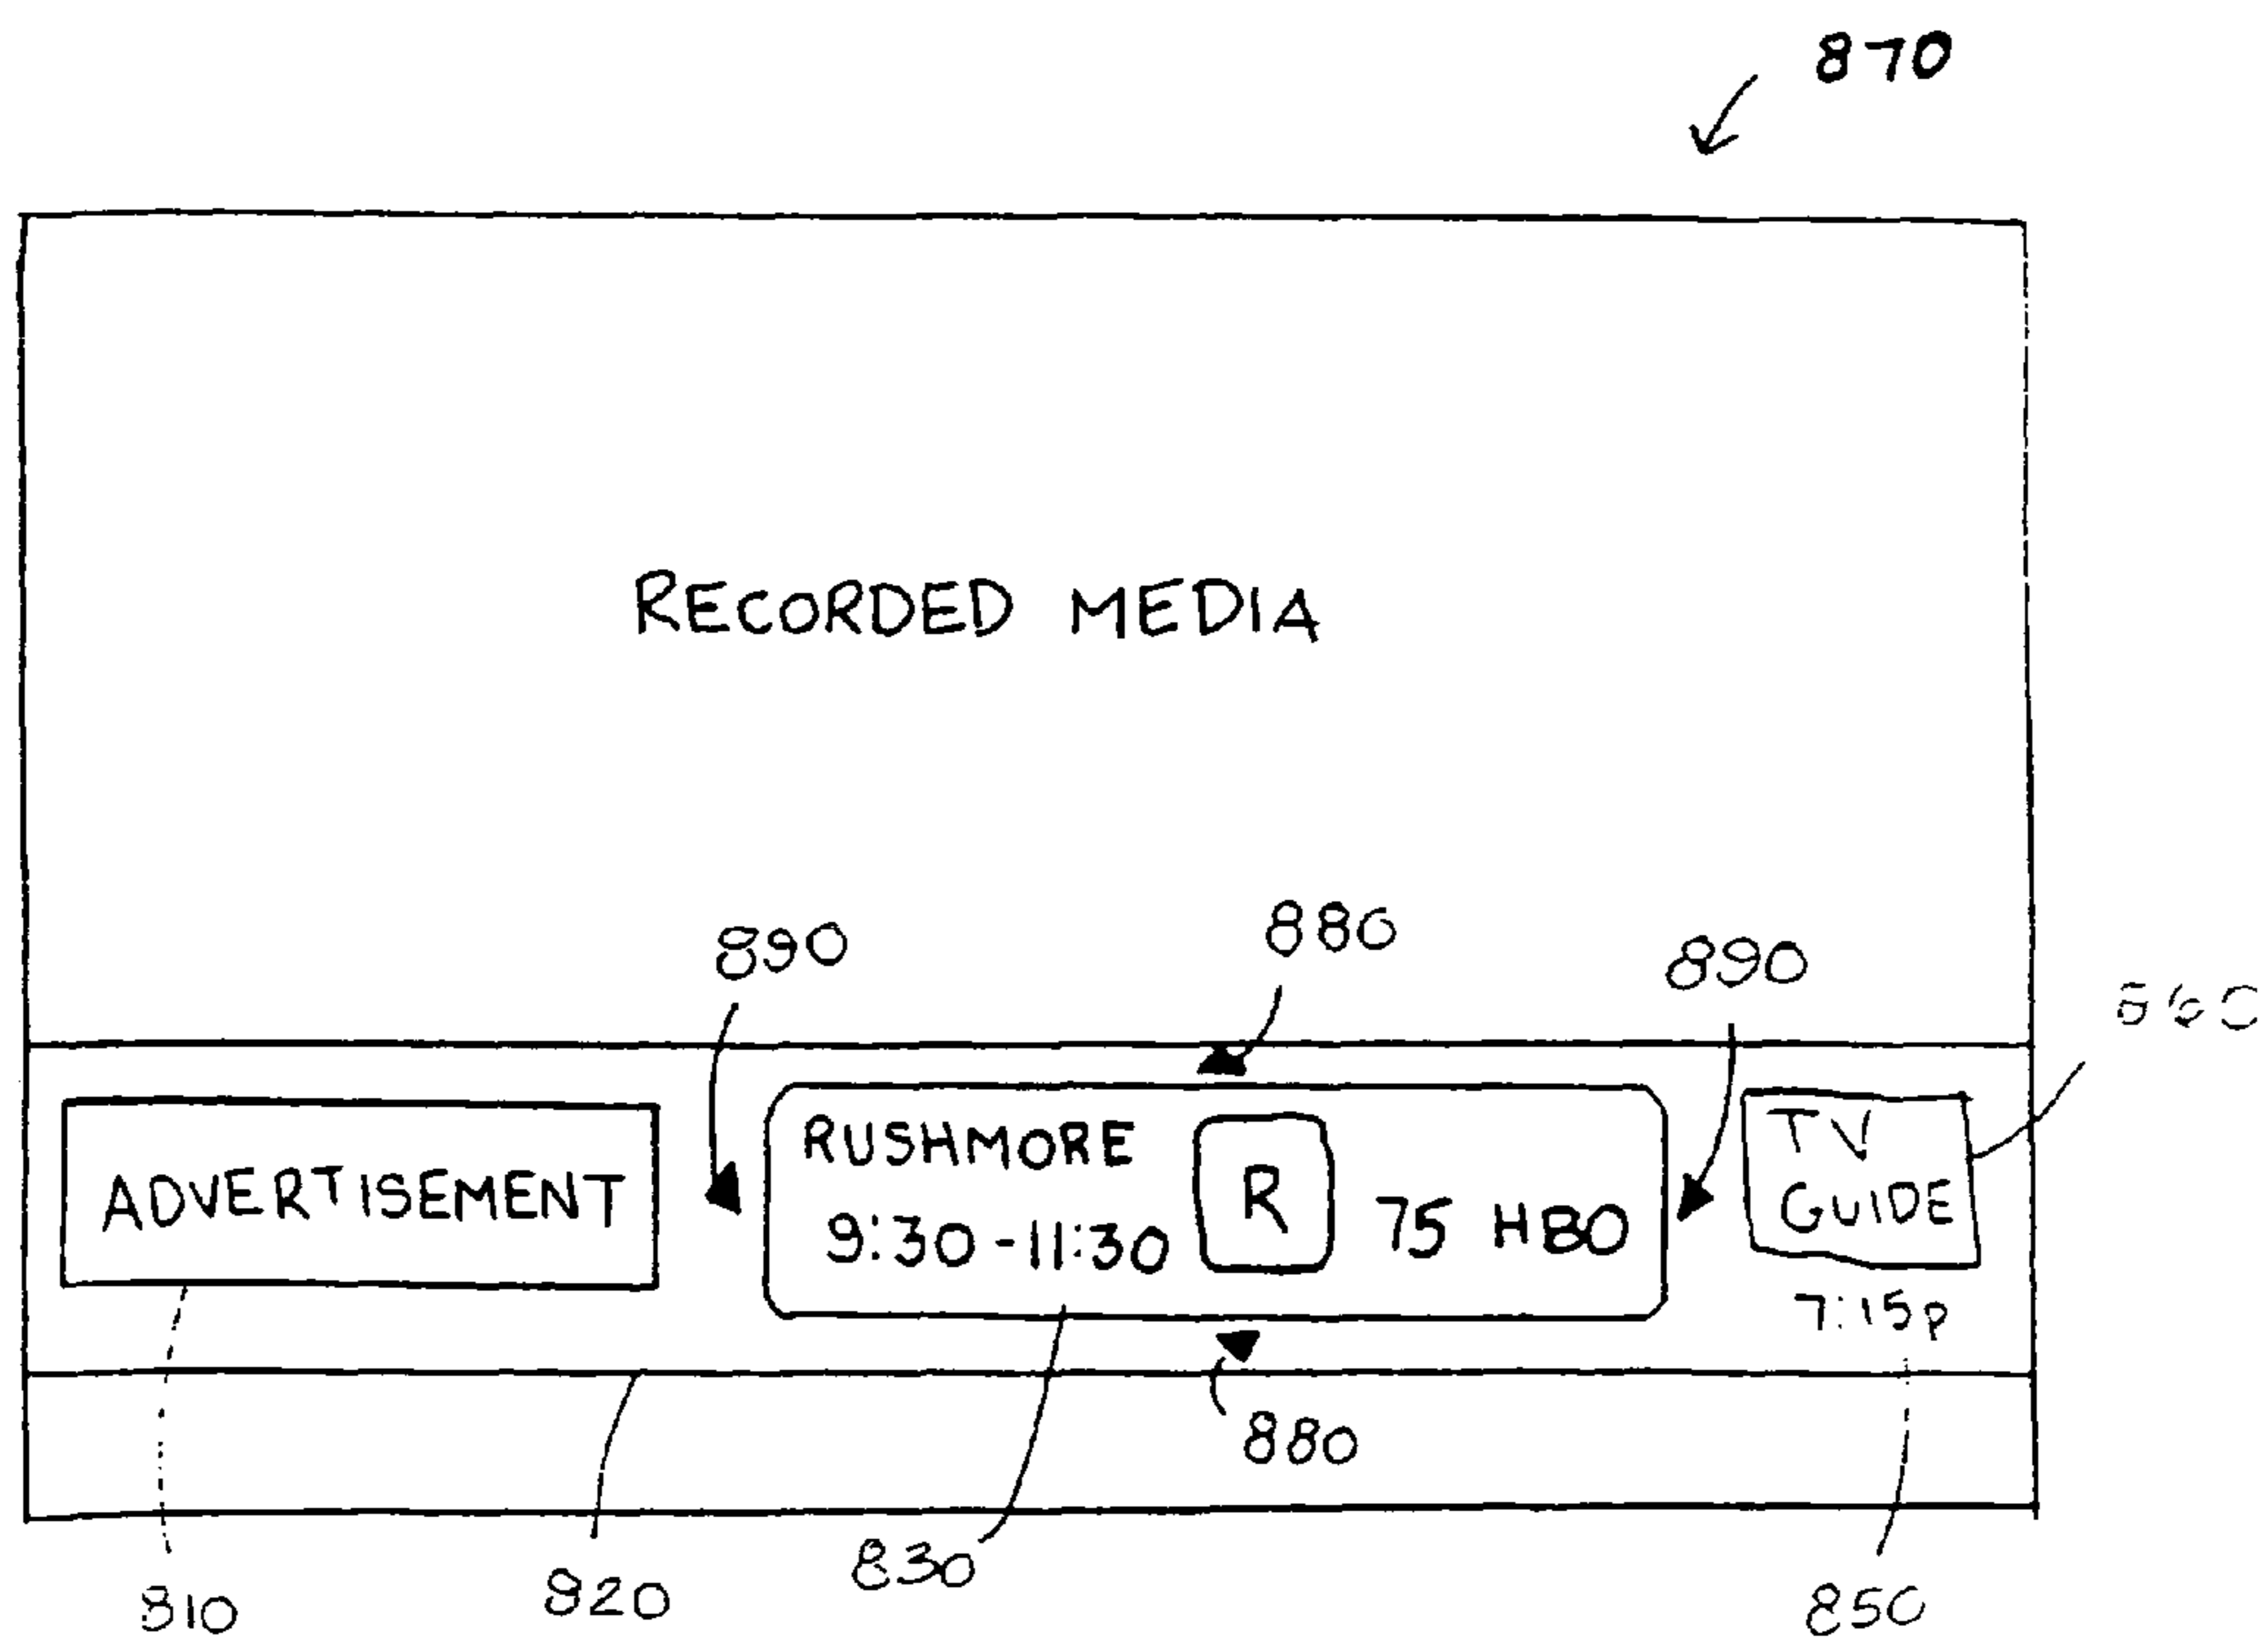 870
RECORDED MEDIA
890
880
890
860
ADVERTISEMENT
RUSHMORE
9:30-11:30
R
75 HBO
TV
GUIDE
7:15p
880
810
820
830
850